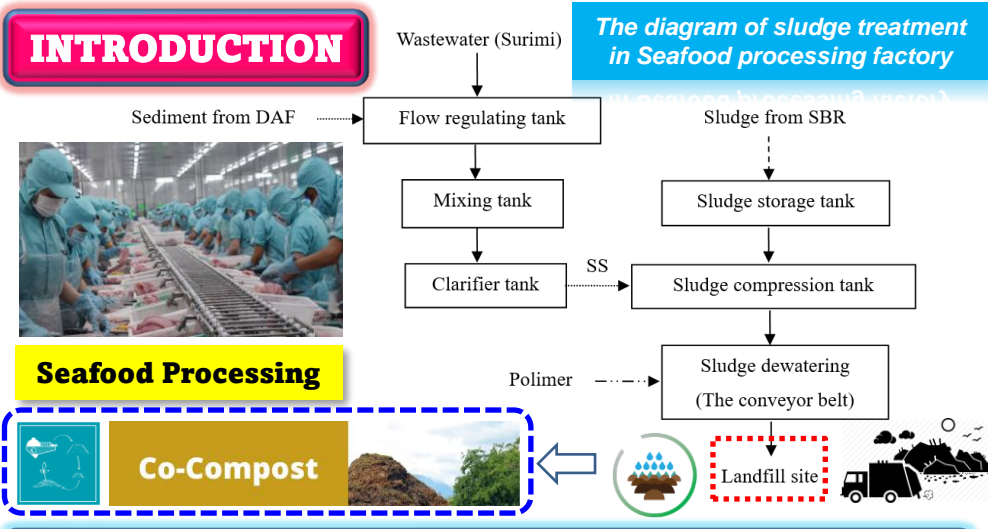 INTRODUCTION
The diagram of sludge treatment
in Seafood processing factory
Wastewater (Surimi)
Sediment from DAF
Flow regulating tank
Sludge from SBR
Mixing tank
Sludge storage tank
Clarifier tank
SS
Sludge compression tank
Seafood Processing
Polimer
Sludge dewatering
(The conveyor belt)
Co-Compost
Landfill site